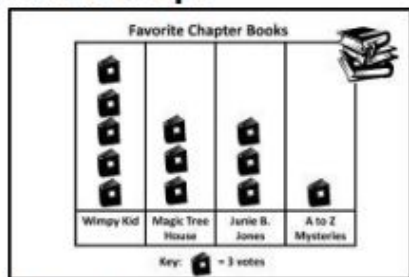 Favorite Chapter Books
Wimpy Kid
Magic Tree
House
Junie B.
Jones
A to Z
Mysteries
Key: = 3 votes